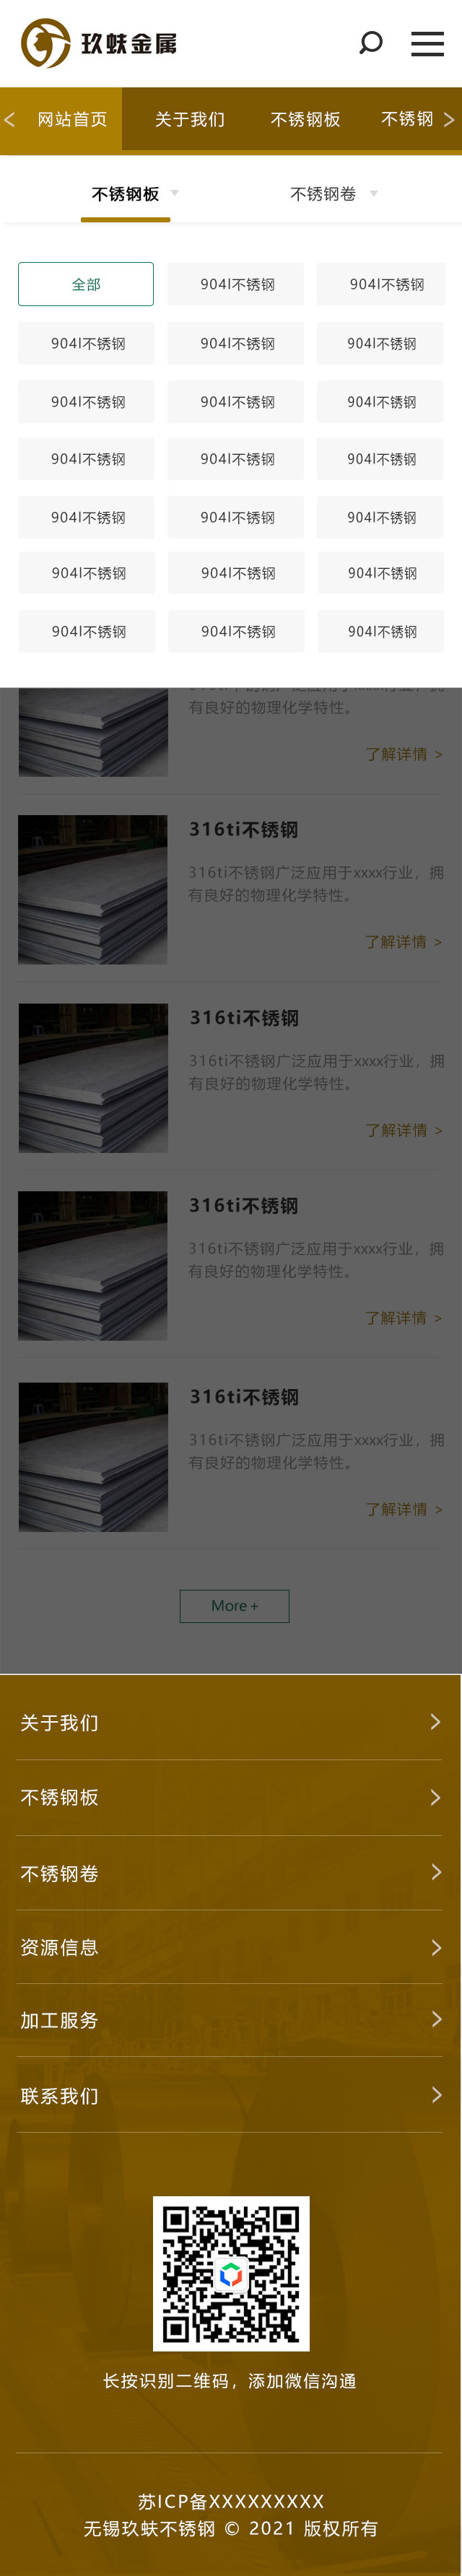 玖蚨金属
< 网站首页 关于我们 不锈钢板 不锈钢 >
不锈钢板 不锈钢卷
全部 904l不锈钢 904l不锈钢
904l不锈钢 904l不锈钢 904l不锈钢
904l不锈钢 904l不锈钢 904l不锈钢
904l不锈钢 904l不锈钢 904l不锈钢
904l不锈钢 904l不锈钢 904l不锈钢
904l不锈钢 904l不锈钢 904l不锈钢
904l不锈钢 904l不锈钢 904l不锈钢
316ti不锈钢广泛应用于xxxx行业，拥
有良好的物理化学特性。
了解详情 >
316ti不锈钢
316ti不锈钢广泛应用于xxxx行业，拥
有良好的物理化学特性。
了解详情 >
316ti不锈钢
316ti不锈钢广泛应用于xxxx行业，拥
有良好的物理化学特性。
了解详情 >
316ti不锈钢
316ti不锈钢广泛应用于xxxx行业，拥
有良好的物理化学特性。
了解详情 >
316ti不锈钢
316ti不锈钢广泛应用于xxxx行业，拥
有良好的物理化学特性。
了解详情 >
More +
关于我们 >
不锈钢板 >
不锈钢卷 >
资源信息 >
加工服务 >
联系我们 >
长按识别二维码，添加微信沟通
苏ICP备XXXXXXXXX
无锡玖蚨不锈钢 © 2021 版权所有